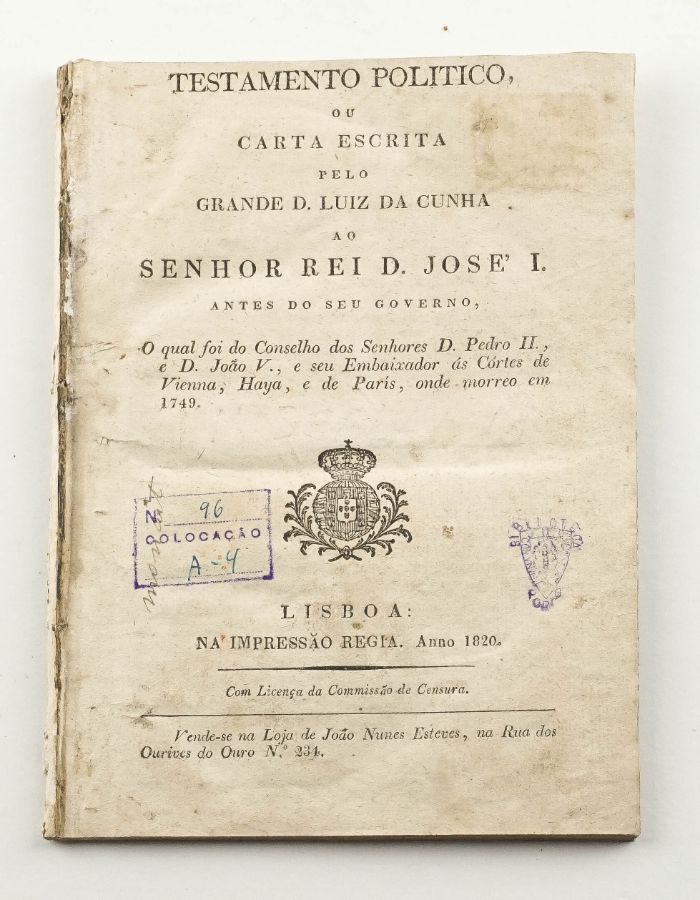 TESTAMENTO POLITICO,
OU
CARTA ESCRITA
PELO
GRANDE D. LUIZ DA CUNHA
AO
SENHOR REI D. JOSE' I.
ANTES DO SEU GOVERNO,
O qual foi do Conselho dos Senhores D. Pedro II.,
e D. João V., e seu Embaixador ás Côrtes de
Vienna, Haya, e de París, onde morreo em
1749.
N 96
COLOCAÇÃO
A-4
BIBLIOTECA
PORTO
LISBOA:
NA IMPRESSÃO REGIA. Anno 1820.
Com Licença da Commissão de Censura.
Vende-se na Loja de João Nunes Esteves, na Rua dos
Ourives do Ouro N.º 234.